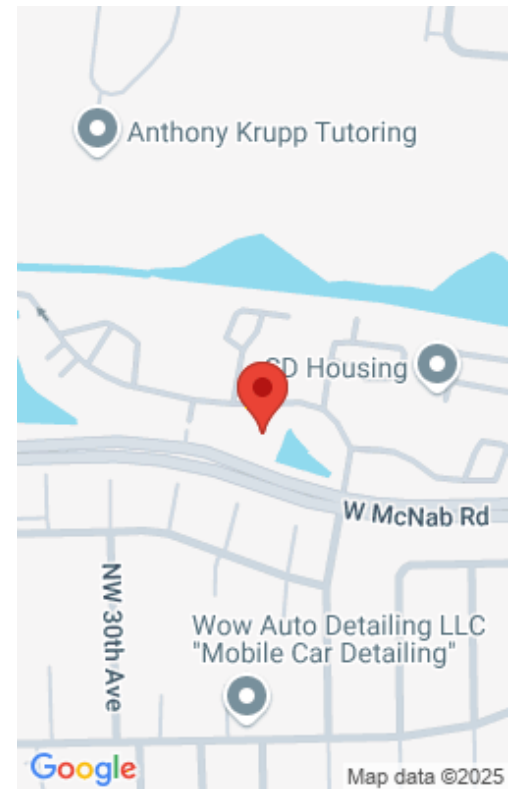 Anthony Krupp Tutoring
SD Housing
W McNab Rd
NW 30th Ave
Wow Auto Detailing LLC
"Mobile Car Detailing"
Google
Map data ©2025